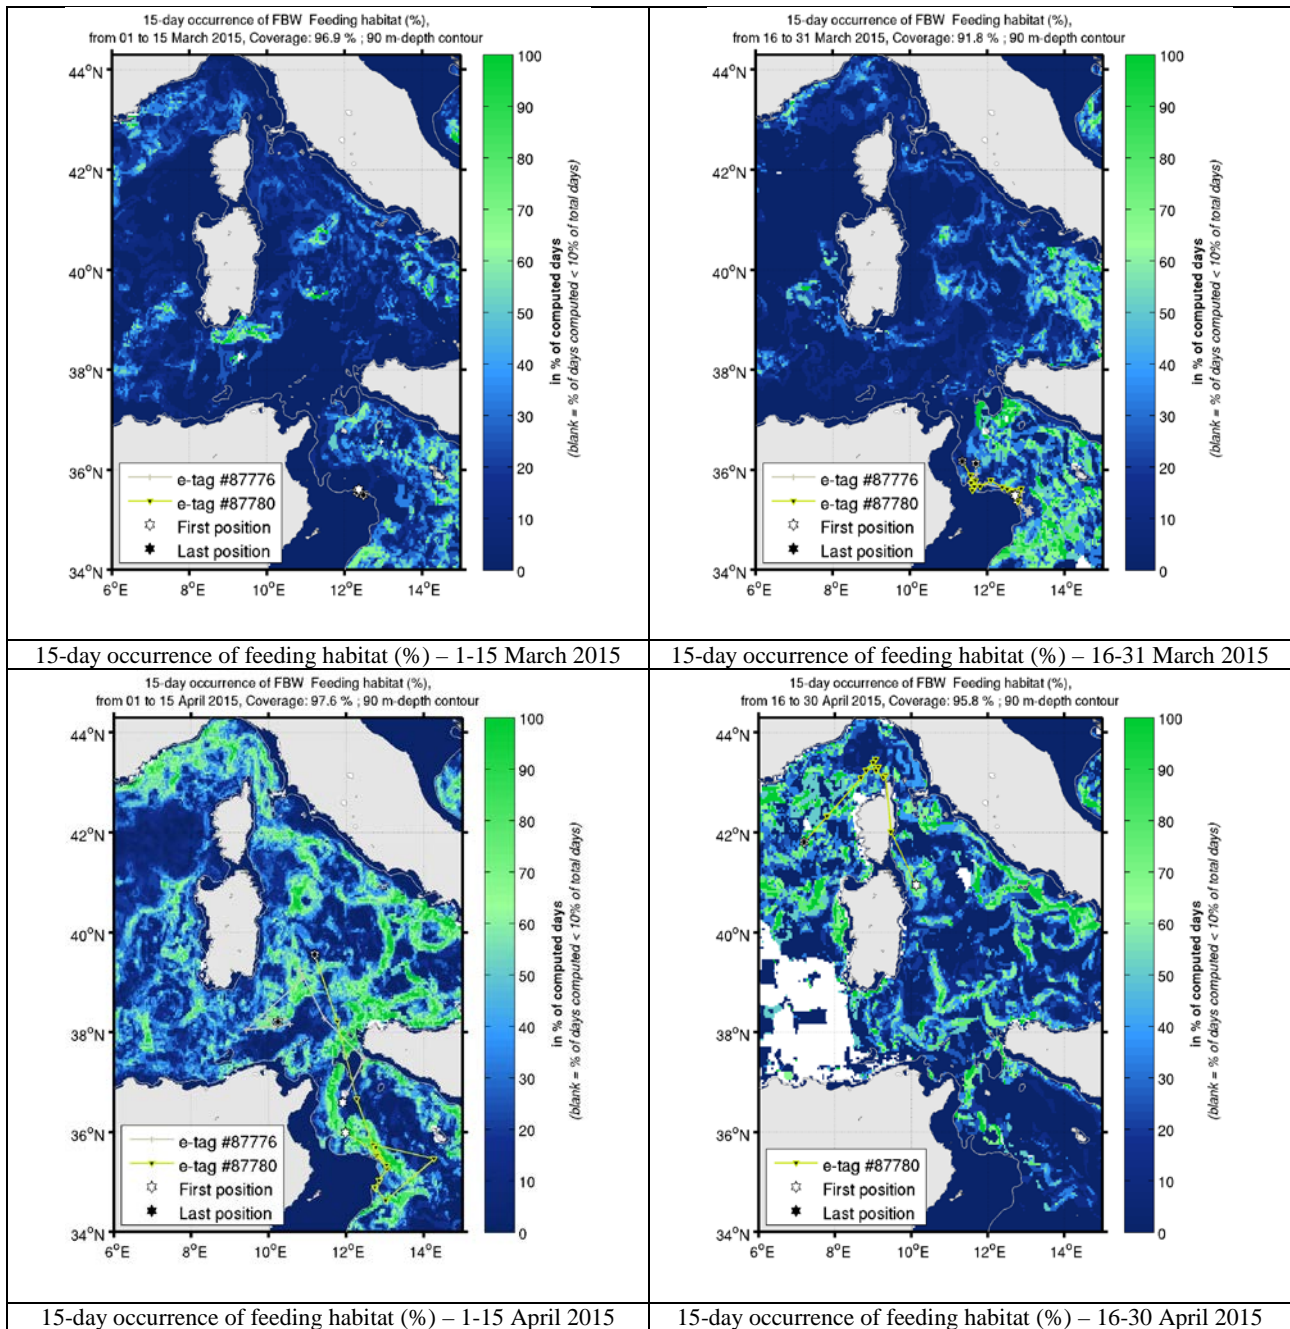 15-day occurrence of FBW Feeding habitat (%),
from 01 to 15 March 2015, Coverage: 96.9 % ; 90 m-depth contour
44°N
42°N
40°N
38°N
36°N
34°N
6°E 8°E 10°E 12°E 14°E
e-tag #87776
e-tag #87780
First position
Last position
100
90
80
70
60
50
40
30
20
10
0
in % of computed days
(blank = % of days computed < 10% of total days)
15-day occurrence of feeding habitat (%) – 1-15 March 2015
15-day occurrence of FBW Feeding habitat (%),
from 16 to 31 March 2015, Coverage: 91.8 % ; 90 m-depth contour
44°N
42°N
40°N
38°N
36°N
34°N
6°E 8°E 10°E 12°E 14°E
e-tag #87776
e-tag #87780
First position
Last position
100
90
80
70
60
50
40
30
20
10
0
in % of computed days
(blank = % of days computed < 10% of total days)
15-day occurrence of feeding habitat (%) – 16-31 March 2015
15-day occurrence of FBW Feeding habitat (%),
from 01 to 15 April 2015, Coverage: 97.6 % ; 90 m-depth contour
44°N
42°N
40°N
38°N
36°N
34°N
6°E 8°E 10°E 12°E 14°E
e-tag #87776
e-tag #87780
First position
Last position
100
90
80
70
60
50
40
30
20
10
0
in % of computed days
(blank = % of days computed < 10% of total days)
15-day occurrence of feeding habitat (%) – 1-15 April 2015
15-day occurrence of FBW Feeding habitat (%),
from 16 to 30 April 2015, Coverage: 95.8 % ; 90 m-depth contour
44°N
42°N
40°N
38°N
36°N
34°N
6°E 8°E 10°E 12°E 14°E
e-tag #87780
First position
Last position
100
90
80
70
60
50
40
30
20
10
0
in % of computed days
(blank = % of days computed < 10% of total days)
15-day occurrence of feeding habitat (%) – 16-30 April 2015